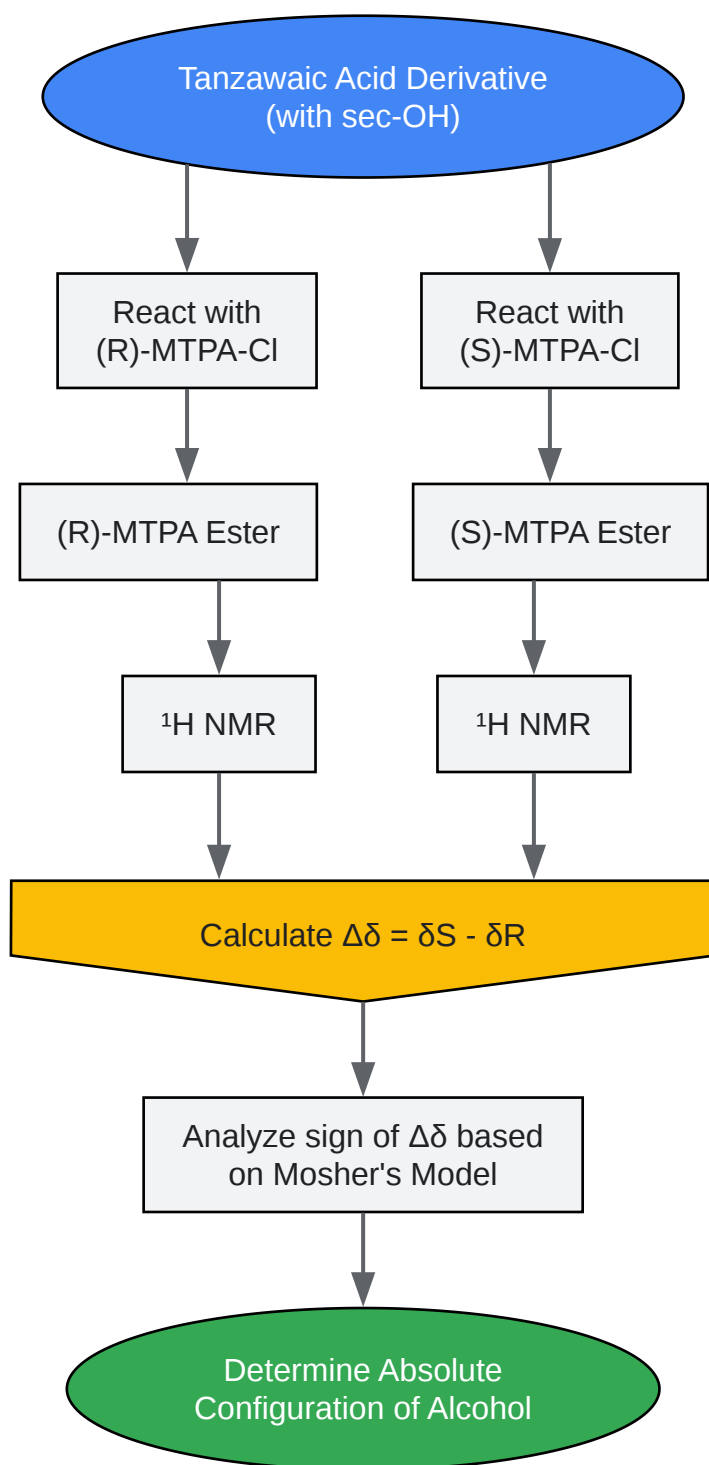 Tanzawaic Acid Derivative
(with sec-OH)
React with
(R)-MTPA-Cl
React with
(S)-MTPA-Cl
(R)-MTPA Ester
(S)-MTPA Ester
¹H NMR
¹H NMR
Calculate Δδ = δS - δR
Analyze sign of Δδ based
on Mosher's Model
Determine Absolute
Configuration of Alcohol